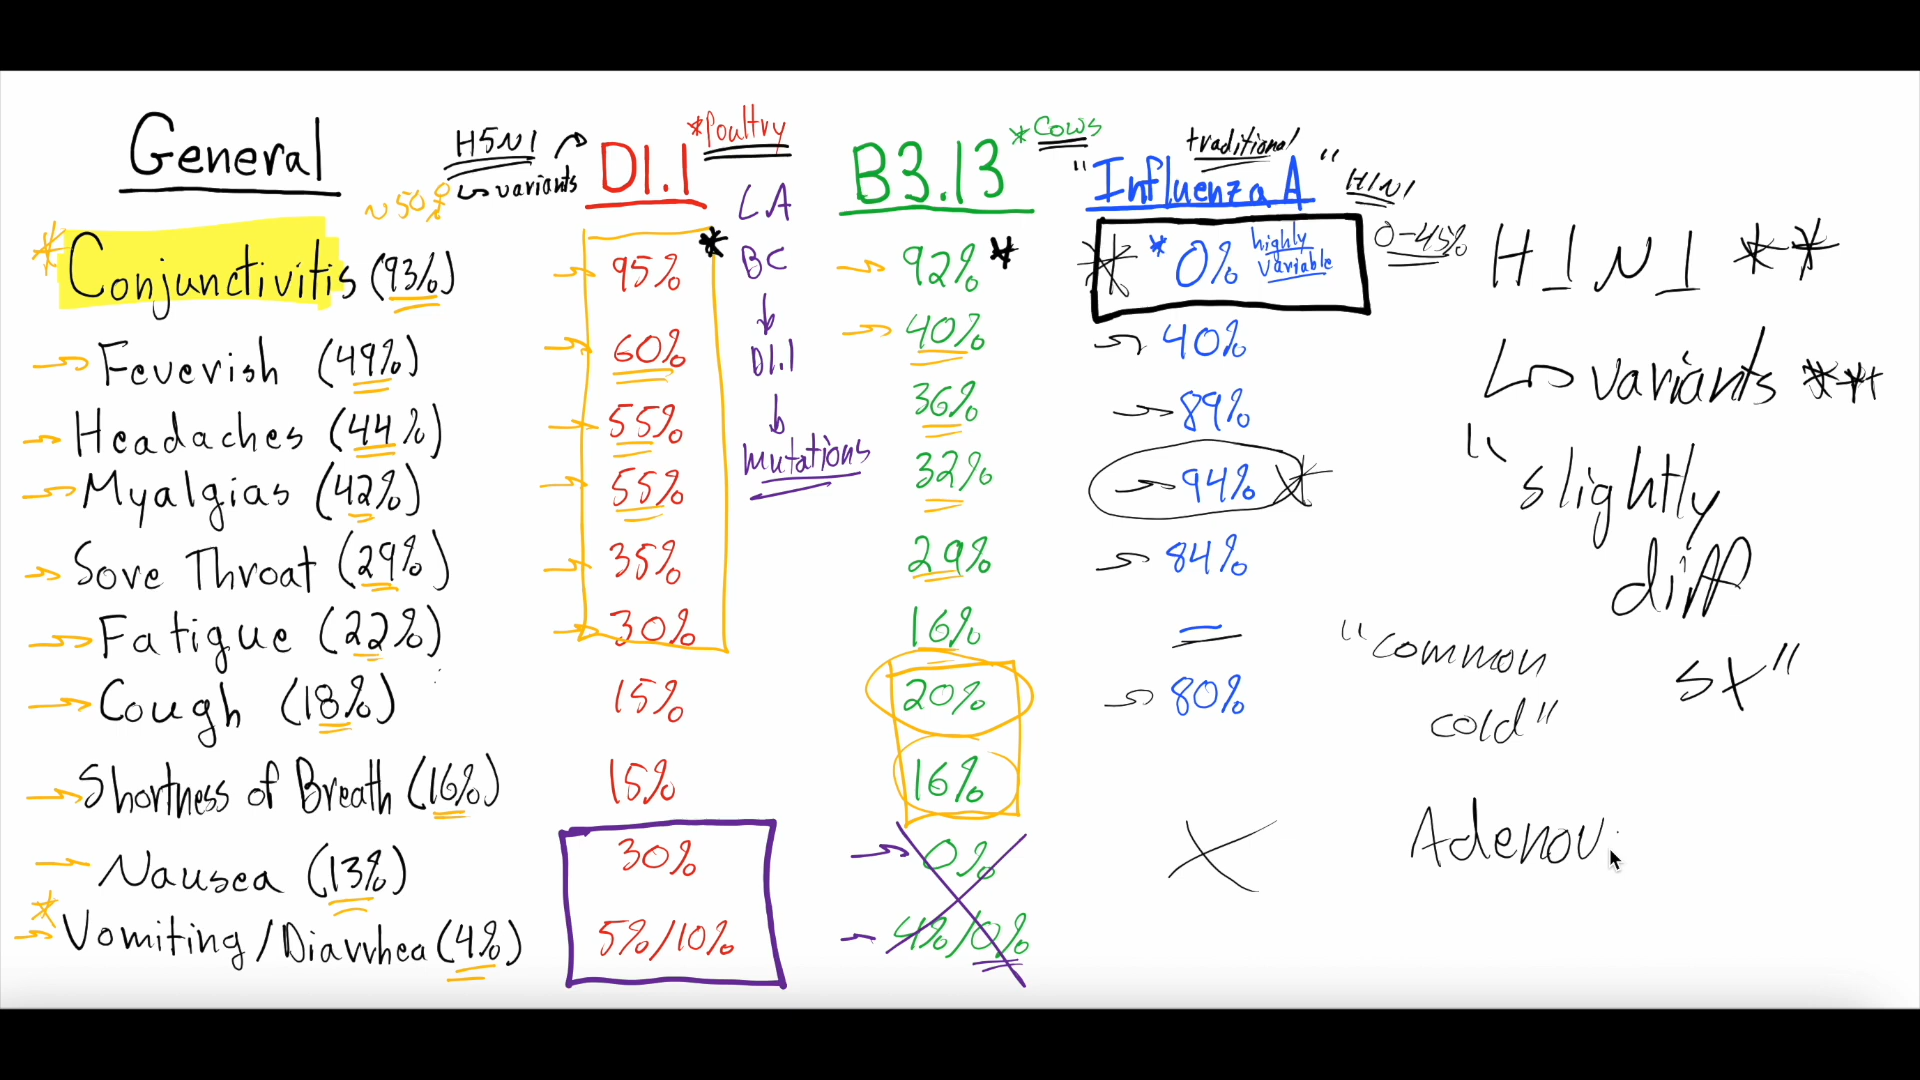 General
H5N1
↳ variants
~50
D1.1
*Poultry
B3.13
*Cows
traditional
"Influenza A"
H1N1
*Conjunctivitis (93%)
95% *
92% *
* *0% highly variable
0-45%
Feverish (49%)
60%
40%
40%
Headaches (44%)
55%
36%
89%
Myalgias (42%)
55%
32%
94% *
Sore Throat (29%)
35%
29%
84%
Fatigue (22%)
30%
16%
—
Cough (18%)
15%
20%
80%
Shortness of Breath (16%)
15%
16%
Nausea (13%)
30%
0%
*Vomiting/Diarrhea (4%)
5%/10%
4%/0%
LA
BC
D1.1
mutations
H1N1 **
↳ variants **
"slightly
diff
sx"
"common
cold"
Adenov